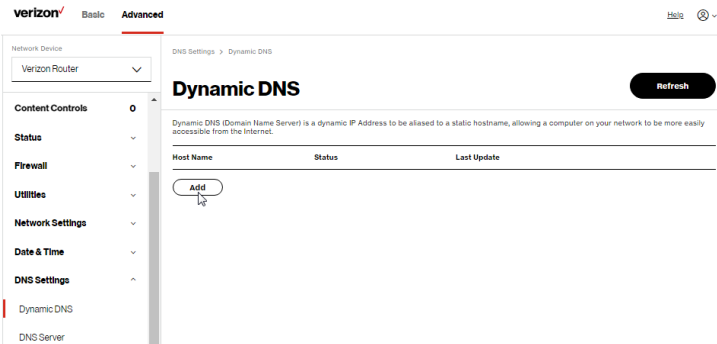 verizon
Basic
Advanced
Help
Network Device
Verizon Router
Content Controls 0
Status
Firewall
Utilities
Network Settings
Date & Time
DNS Settings
Dynamic DNS
DNS Server
DNS Settings > Dynamic DNS
Dynamic DNS
Refresh
Dynamic DNS (Domain Name Server) is a dynamic IP Address to be aliased to a static hostname, allowing a computer on your network to be more easily
accessible from the Internet.
Host Name Status Last Update
Add